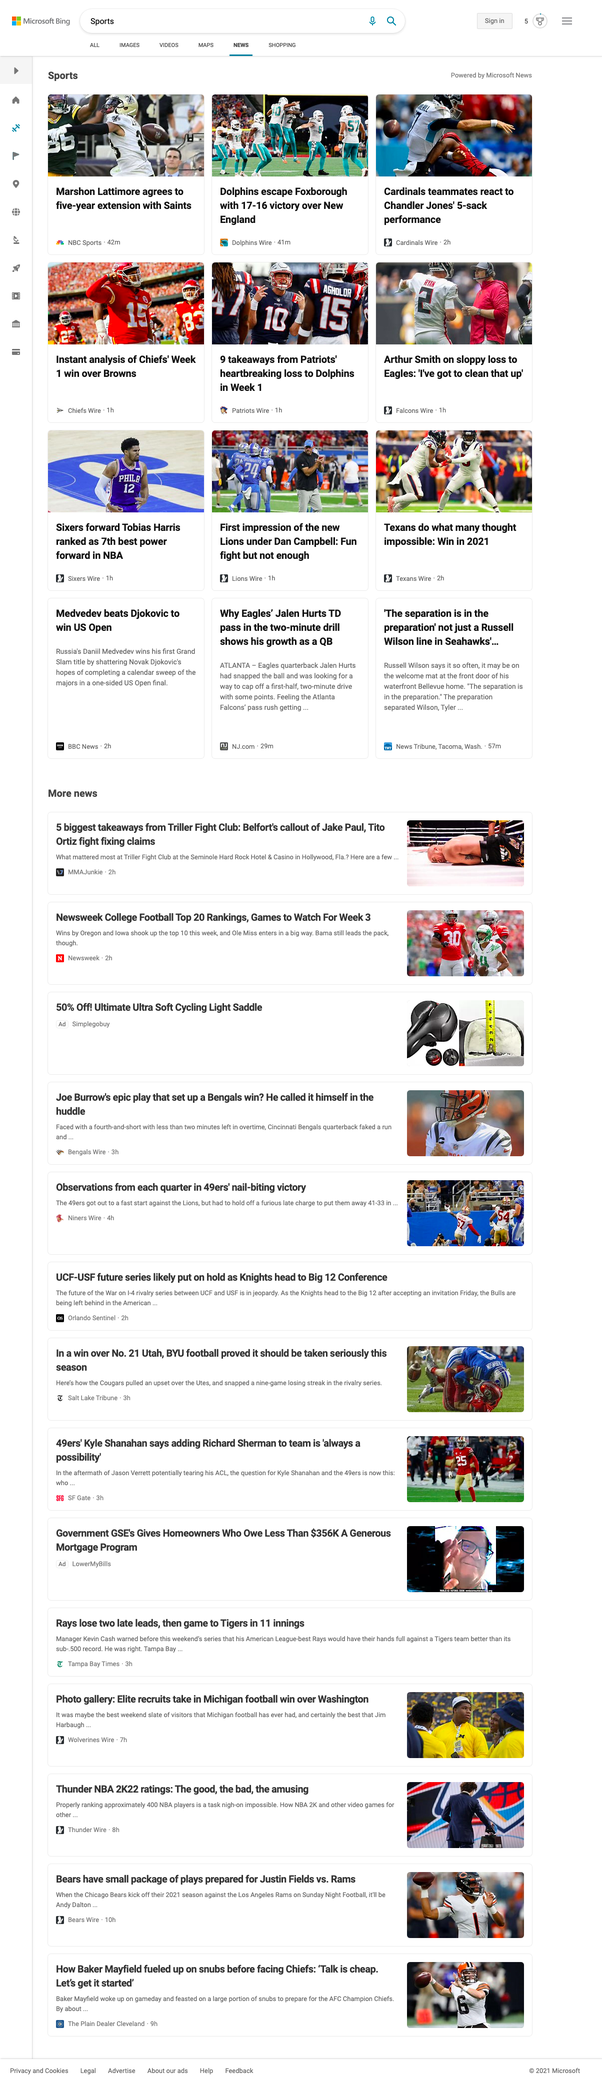 Microsoft Bing
Sports
Sign in
5
ALL IMAGES VIDEOS MAPS NEWS SHOPPING
Sports
Powered by Microsoft News
Marshon Lattimore agrees to
five-year extension with Saints
NBC Sports · 42m
Dolphins escape Foxborough
with 17-16 victory over New
England
Dolphins Wire · 41m
Cardinals teammates react to
Chandler Jones' 5-sack
performance
Cardinals Wire · 2h
Instant analysis of Chiefs' Week
1 win over Browns
Chiefs Wire · 1h
9 takeaways from Patriots'
heartbreaking loss to Dolphins
in Week 1
Patriots Wire · 1h
Arthur Smith on sloppy loss to
Eagles: 'I've got to clean that up'
Falcons Wire · 1h
Sixers forward Tobias Harris
ranked as 7th best power
forward in NBA
Sixers Wire · 1h
First impression of the new
Lions under Dan Campbell: Fun
fight but not enough
Lions Wire · 1h
Texans do what many thought
impossible: Win in 2021
Texans Wire · 2h
Medvedev beats Djokovic to
win US Open
Russia's Daniil Medvedev wins his first Grand
Slam title by shattering Novak Djokovic's
hopes of completing a calendar sweep of the
majors in a one-sided US Open final.
BBC News · 2h
Why Eagles' Jalen Hurts TD
pass in the two-minute drill
shows his growth as a QB
ATLANTA – Eagles quarterback Jalen Hurts
had snapped the ball and was looking for a
way to cap off a first-half, two-minute drive
with some points. Feeling the Atlanta
Falcons' pass rush getting ...
NJ.com · 29m
'The separation is in the
preparation' not just a Russell
Wilson line in Seahawks'...
Russell Wilson says it so often, it may be on
the welcome mat at the front door of his
waterfront Bellevue home. "The separation is
in the preparation." The preparation
separated Wilson, Tyler ...
News Tribune, Tacoma, Wash. · 57m
More news
5 biggest takeaways from Triller Fight Club: Belfort's callout of Jake Paul, Tito
Ortiz fight fixing claims
What mattered most at Triller Fight Club at the Seminole Hard Rock Hotel & Casino in Hollywood, Fla.? Here are a few ...
MMAJunkie · 2h
Newsweek College Football Top 20 Rankings, Games to Watch For Week 3
Wins by Oregon and Iowa shook up the top 10 this week, and Ole Miss enters in a big way. Bama still leads the pack,
though.
Newsweek · 2h
50% Off! Ultimate Ultra Soft Cycling Light Saddle
Ad Simplegobuy
Joe Burrow's epic play that set up a Bengals win? He called it himself in the
huddle
Faced with a fourth-and-short with less than two minutes left in overtime, Cincinnati Bengals quarterback faked a run
and ...
Bengals Wire · 3h
Observations from each quarter in 49ers' nail-biting victory
The 49ers got out to a fast start against the Lions, but had to hold off a furious late charge to put them away 41-33 in ...
Niners Wire · 4h
UCF-USF future series likely put on hold as Knights head to Big 12 Conference
The future of the War on I-4 rivalry series between UCF and USF is in jeopardy. As the Knights head to the Big 12 after accepting an invitation Friday, the Bulls are
being left behind in the American ...
Orlando Sentinel · 2h
In a win over No. 21 Utah, BYU football proved it should be taken seriously this
season
Here's how the Cougars pulled an upset over the Utes, and snapped a nine-game losing streak in the rivalry series.
Salt Lake Tribune · 3h
49ers' Kyle Shanahan says adding Richard Sherman to team is 'always a
possibility'
In the aftermath of Jason Verrett potentially tearing his ACL, the question for Kyle Shanahan and the 49ers is now this:
who ...
SF Gate · 3h
Government GSE's Gives Homeowners Who Owe Less Than $356K A Generous
Mortgage Program
Ad LowerMyBills
Rays lose two late leads, then game to Tigers in 11 innings
Manager Kevin Cash warned before this weekend's series that his American League-best Rays would have their hands full against a Tigers team better than its
sub-.500 record. He was right. Tampa Bay ...
Tampa Bay Times · 3h
Photo gallery: Elite recruits take in Michigan football win over Washington
It was maybe the best weekend slate of visitors that Michigan football has ever had, and certainly the best that Jim
Harbaugh ...
Wolverines Wire · 7h
Thunder NBA 2K22 ratings: The good, the bad, the amusing
Properly ranking approximately 400 NBA players is a task nigh-on impossible. How NBA 2K and other video games for
other ...
Thunder Wire · 8h
Bears have small package of plays prepared for Justin Fields vs. Rams
When the Chicago Bears kick off their 2021 season against the Los Angeles Rams on Sunday Night Football, it'll be
Andy Dalton ...
Bears Wire · 10h
How Baker Mayfield fueled up on snubs before facing Chiefs: 'Talk is cheap.
Let's get it started'
Baker Mayfield woke up on gameday and feasted on a large portion of snubs to prepare for the AFC Champion Chiefs.
By about ...
The Plain Dealer Cleveland · 9h
Privacy and Cookies Legal Advertise About our ads Help Feedback
© 2021 Microsoft